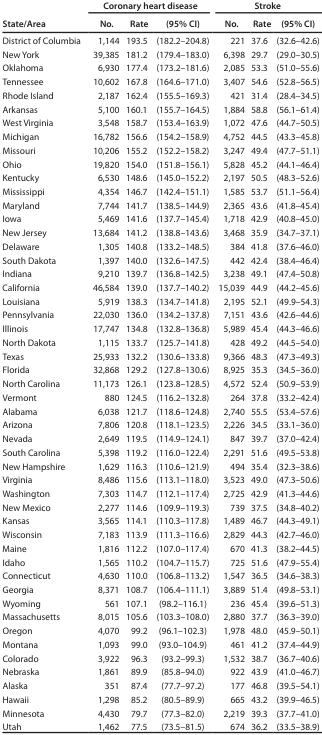 Coronary heart disease Stroke
State/Area No. Rate (95% CI) No. Rate (95% CI)
District of Columbia 1,144 193.5 (182.2–204.8) 221 37.6 (32.6–42.6)
New York 39,385 181.2 (179.4–183.0) 6,398 29.7 (29.0–30.5)
Oklahoma 6,930 177.4 (173.2–181.6) 2,085 53.3 (51.0–55.6)
Tennessee 10,602 167.8 (164.6–171.0) 3,407 54.6 (52.8–56.5)
Rhode Island 2,187 162.4 (155.5–169.3) 421 31.4 (28.4–34.5)
Arkansas 5,100 160.1 (155.7–164.5) 1,884 58.8 (56.1–61.4)
West Virginia 3,548 158.7 (153.4–163.9) 1,072 47.6 (44.7–50.5)
Michigan 16,782 156.6 (154.2–158.9) 4,752 44.5 (43.3–45.8)
Missouri 10,206 155.2 (152.2–158.2) 3,247 49.4 (47.7–51.1)
Ohio 19,820 154.0 (151.8–156.1) 5,828 45.2 (44.1–46.4)
Kentucky 6,530 148.6 (145.0–152.2) 2,197 50.5 (48.3–52.6)
Mississippi 4,354 146.7 (142.4–151.1) 1,585 53.7 (51.1–56.4)
Maryland 7,744 141.7 (138.5–144.9) 2,365 43.6 (41.8–45.4)
Iowa 5,469 141.6 (137.7–145.4) 1,718 42.9 (40.8–45.0)
New Jersey 13,684 141.2 (138.8–143.6) 3,468 35.9 (34.7–37.1)
Delaware 1,305 140.8 (133.2–148.5) 384 41.8 (37.6–46.0)
South Dakota 1,397 140.0 (132.6–147.5) 442 42.4 (38.4–46.4)
Indiana 9,210 139.7 (136.8–142.5) 3,238 49.1 (47.4–50.8)
California 46,584 139.0 (137.7–140.2) 15,039 44.9 (44.2–45.6)
Louisiana 5,919 138.3 (134.7–141.8) 2,195 52.1 (49.9–54.3)
Pennsylvania 22,030 136.0 (134.2–137.8) 7,151 43.6 (42.6–44.6)
Illinois 17,747 134.8 (132.8–136.8) 5,989 45.4 (44.3–46.6)
North Dakota 1,115 133.7 (125.7–141.8) 428 49.2 (44.5–54.0)
Texas 25,933 132.2 (130.6–133.8) 9,366 48.3 (47.3–49.3)
Florida 32,868 129.2 (127.8–130.6) 8,925 35.3 (34.5–36.0)
North Carolina 11,173 126.1 (123.8–128.5) 4,572 52.4 (50.9–53.9)
Vermont 880 124.5 (116.2–132.8) 264 37.8 (33.2–42.4)
Alabama 6,038 121.7 (118.6–124.8) 2,740 55.5 (53.4–57.6)
Arizona 7,806 120.8 (118.1–123.5) 2,226 34.5 (33.1–36.0)
Nevada 2,649 119.5 (114.9–124.1) 847 39.7 (37.0–42.4)
South Carolina 5,398 119.2 (116.0–122.4) 2,291 51.6 (49.5–53.8)
New Hampshire 1,629 116.3 (110.6–121.9) 494 35.4 (32.3–38.6)
Virginia 8,486 115.6 (113.1–118.0) 3,523 49.0 (47.3–50.6)
Washington 7,303 114.7 (112.1–117.4) 2,725 42.9 (41.3–44.6)
New Mexico 2,277 114.6 (109.9–119.3) 739 37.5 (34.8–40.2)
Kansas 3,565 114.1 (110.3–117.8) 1,489 46.7 (44.3–49.1)
Wisconsin 7,183 113.9 (111.3–116.6) 2,829 44.3 (42.7–46.0)
Maine 1,816 112.2 (107.0–117.4) 670 41.3 (38.2–44.5)
Idaho 1,565 110.2 (104.7–115.7) 725 51.6 (47.9–55.4)
Connecticut 4,630 110.0 (106.8–113.2) 1,547 36.5 (34.6–38.3)
Georgia 8,371 108.7 (106.4–111.1) 3,889 51.4 (49.8–53.1)
Wyoming 561 107.1 (98.2–116.1) 236 45.4 (39.6–51.3)
Massachusetts 8,015 105.6 (103.3–108.0) 2,880 37.7 (36.3–39.0)
Oregon 4,070 99.2 (96.1–102.3) 1,978 48.0 (45.9–50.1)
Montana 1,093 99.0 (93.0–104.9) 461 41.2 (37.4–44.9)
Colorado 3,922 96.3 (93.2–99.3) 1,532 38.7 (36.7–40.6)
Nebraska 1,861 89.9 (85.8–94.0) 922 43.9 (41.0–46.7)
Alaska 351 87.4 (77.7–97.2) 177 46.8 (39.5–54.1)
Hawaii 1,298 85.2 (80.5–89.9) 665 43.2 (39.9–46.5)
Minnesota 4,430 79.7 (77.3–82.0) 2,219 39.3 (37.7–41.0)
Utah 1,462 77.5 (73.5–81.5) 674 36.2 (33.5–38.9)